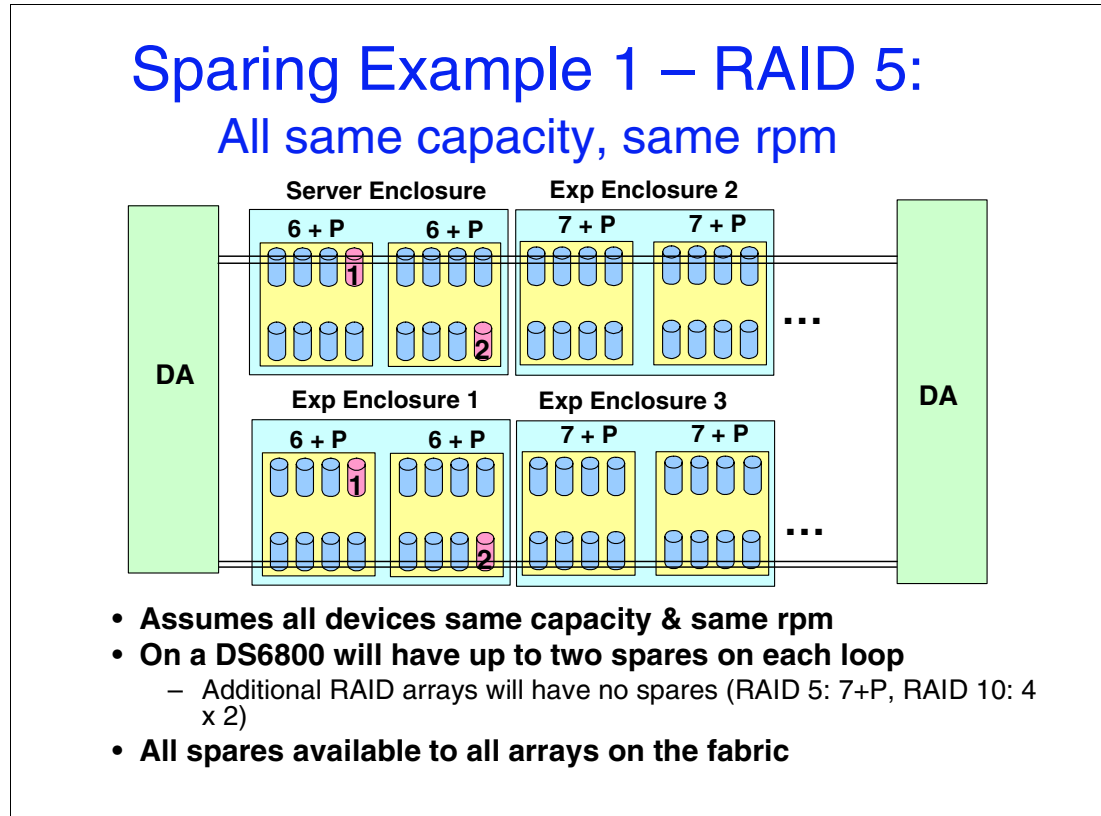 Sparing Example 1 – RAID 5:
All same capacity, same rpm
Server Enclosure
Exp Enclosure 2
6 + P
6 + P
7 + P
7 + P
1
2
...
DA
DA
Exp Enclosure 1
Exp Enclosure 3
6 + P
6 + P
7 + P
7 + P
1
2
...
• Assumes all devices same capacity & same rpm
• On a DS6800 will have up to two spares on each loop
– Additional RAID arrays will have no spares (RAID 5: 7+P, RAID 10: 4
x 2)
• All spares available to all arrays on the fabric